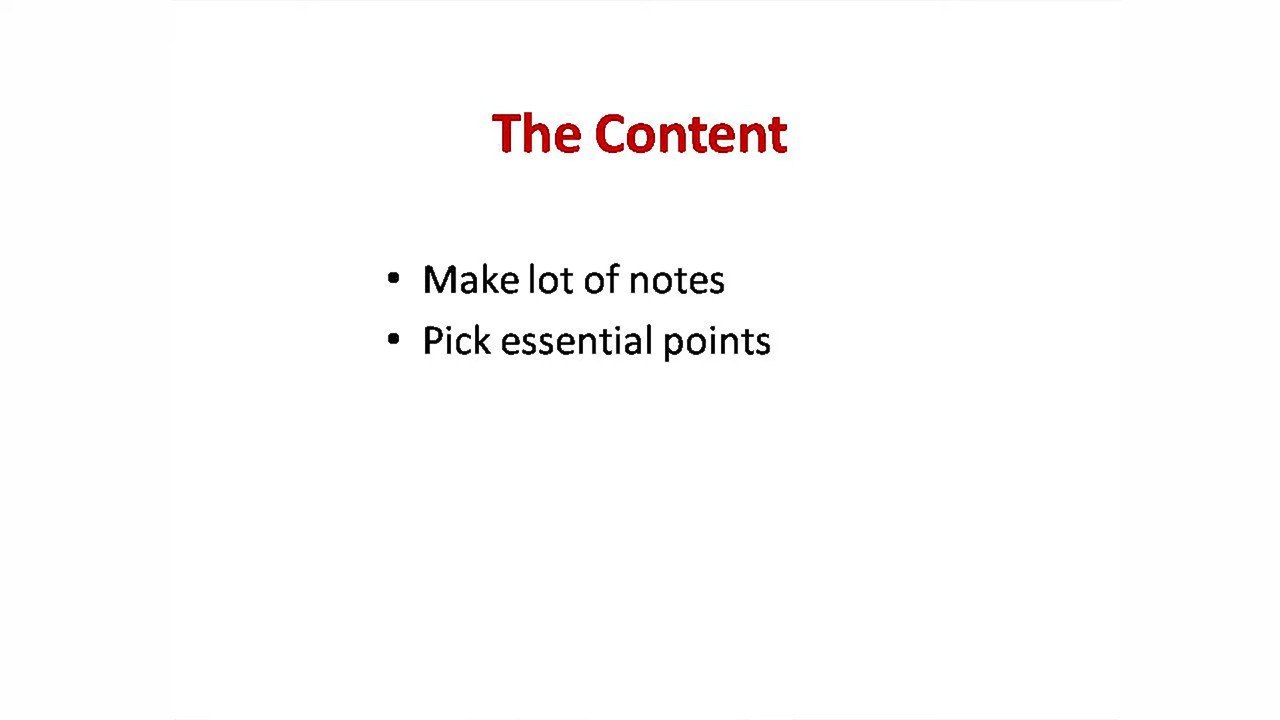 The Content
• Make lot of notes
• Pick essential points